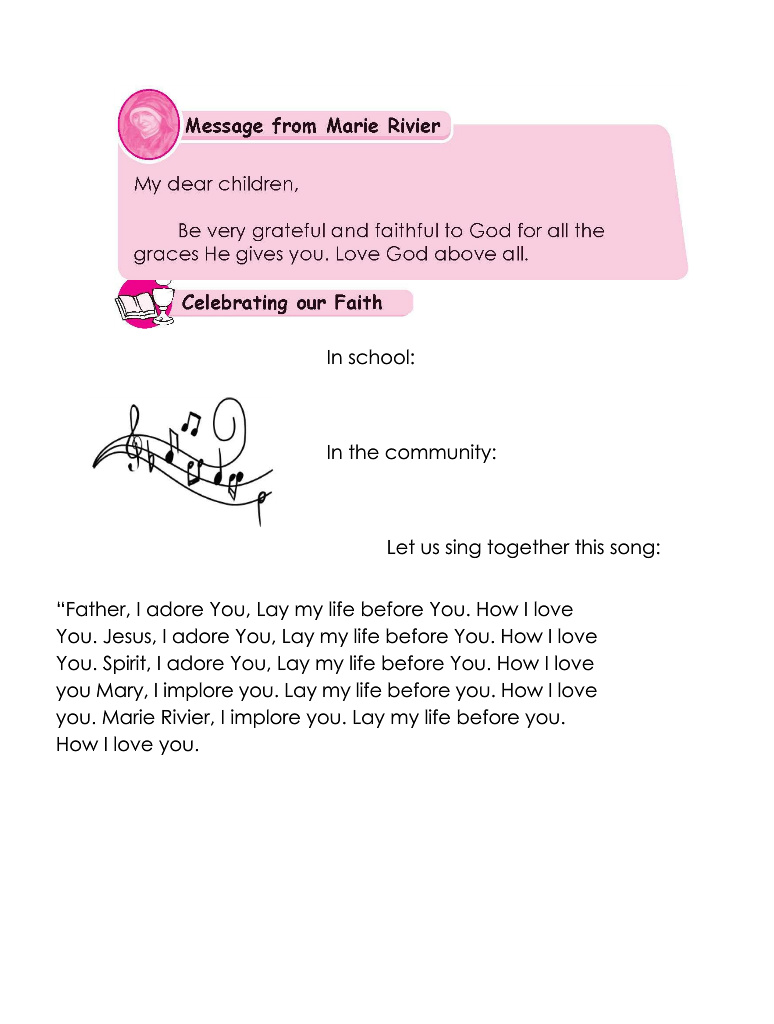 Message from Marie Rivier
My dear children,
Be very grateful and faithful to God for all the
graces He gives you. Love God above all.
Celebrating our Faith
In school:
In the community:
Let us sing together this song:
“Father, I adore You, Lay my life before You. How I love
You. Jesus, I adore You, Lay my life before You. How I love
You. Spirit, I adore You, Lay my life before You. How I love
you Mary, I implore you. Lay my life before you. How I love
you. Marie Rivier, I implore you. Lay my life before you.
How I love you.